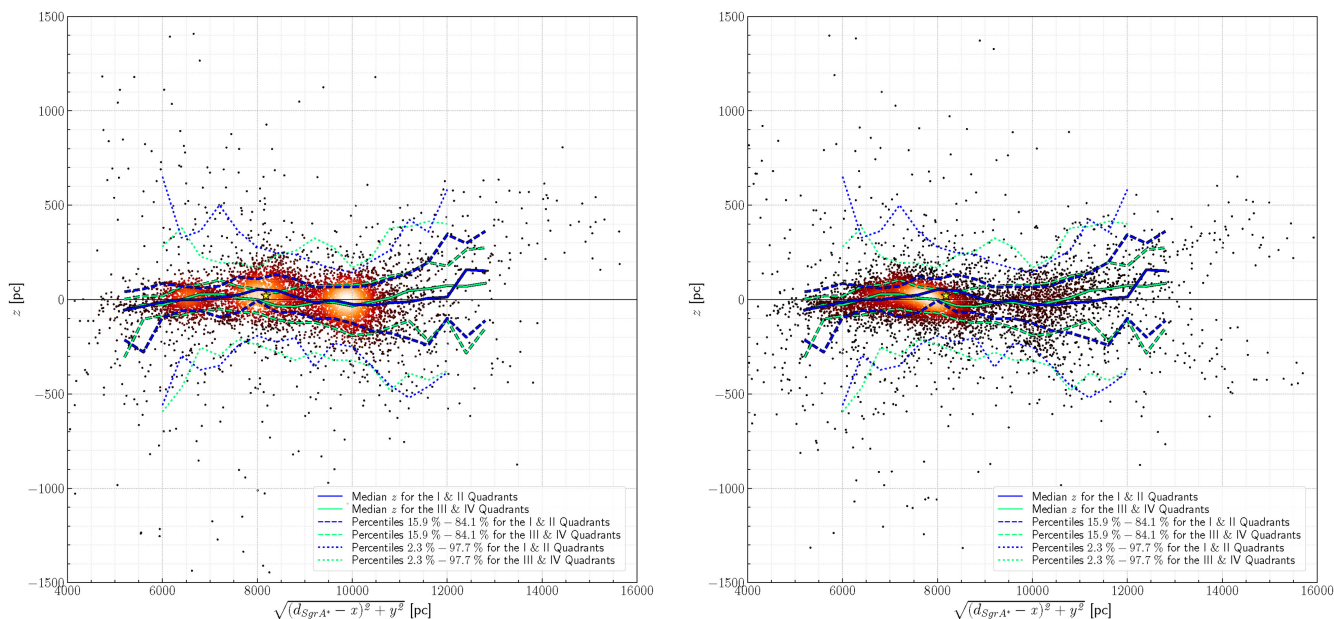 1500
1000
500
0
−500
−1000
−1500
z [pc]
4000 6000 8000 10000 12000 14000 16000
√(d_SgrA* − x)² + y² [pc]
Median z for the I & II Quadrants
Median z for the III & IV Quadrants
Percentiles 15.9 % − 84.1 % for the I & II Quadrants
Percentiles 15.9 % − 84.1 % for the III & IV Quadrants
Percentiles 2.3 % − 97.7 % for the I & II Quadrants
Percentiles 2.3 % − 97.7 % for the III & IV Quadrants
1500
1000
500
0
−500
−1000
−1500
z [pc]
4000 6000 8000 10000 12000 14000 16000
√(d_SgrA* − x)² + y² [pc]
Median z for the I & II Quadrants
Median z for the III & IV Quadrants
Percentiles 15.9 % − 84.1 % for the I & II Quadrants
Percentiles 15.9 % − 84.1 % for the III & IV Quadrants
Percentiles 2.3 % − 97.7 % for the I & II Quadrants
Percentiles 2.3 % − 97.7 % for the III & IV Quadrants